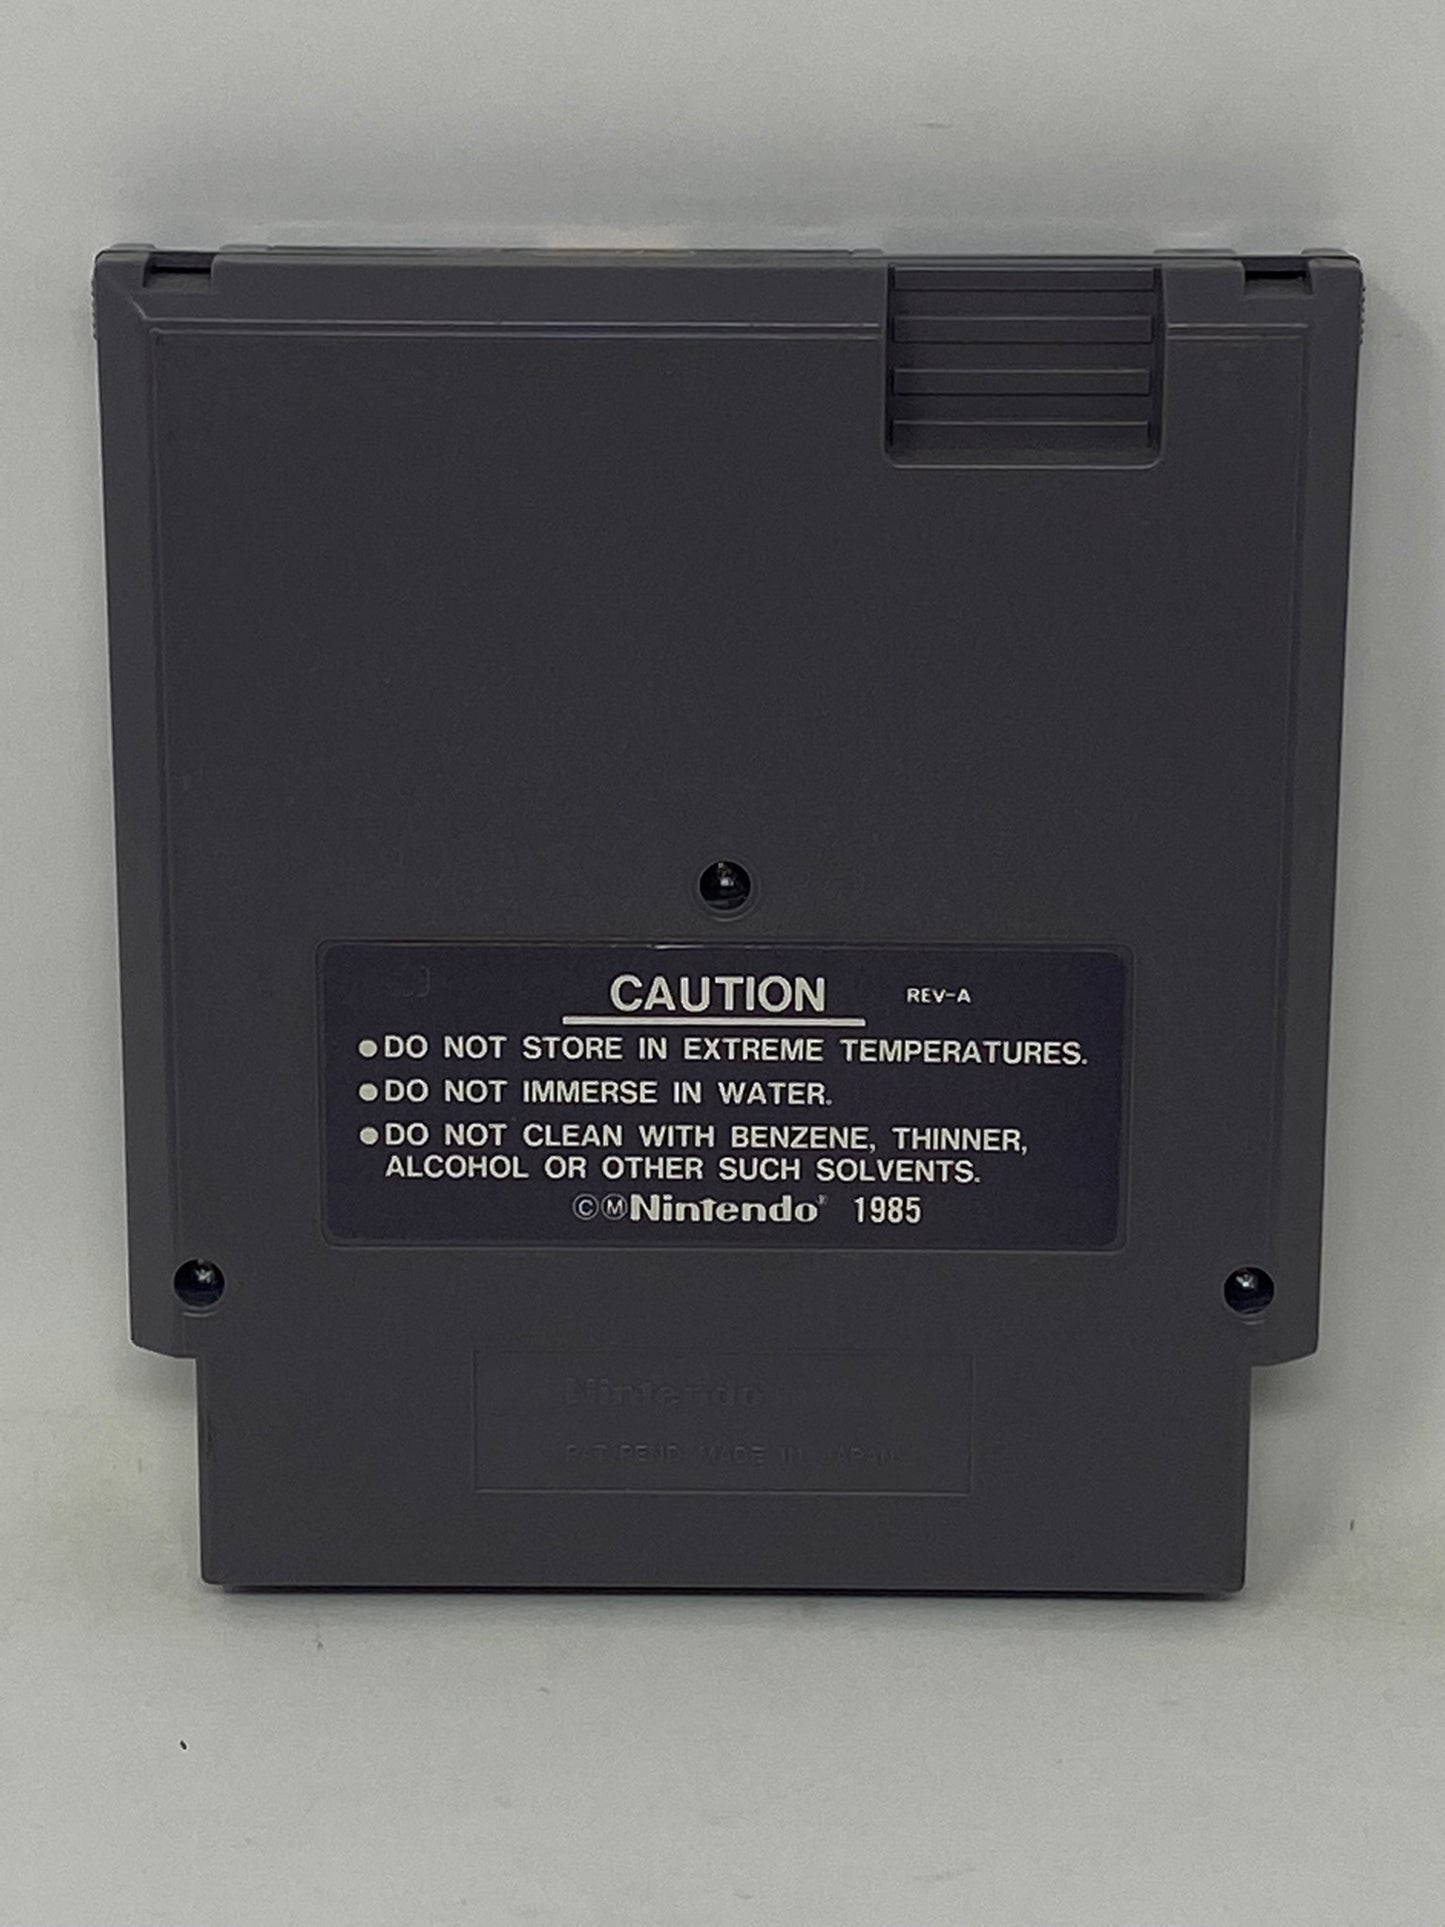 CAUTION REV-A
●DO NOT STORE IN EXTREME TEMPERATURES.
●DO NOT IMMERSE IN WATER.
●DO NOT CLEAN WITH BENZENE, THINNER,
ALCOHOL OR OTHER SUCH SOLVENTS.
©ⓂNintendo® 1985
Nintendo
PAT. PEND. MADE IN JAPAN